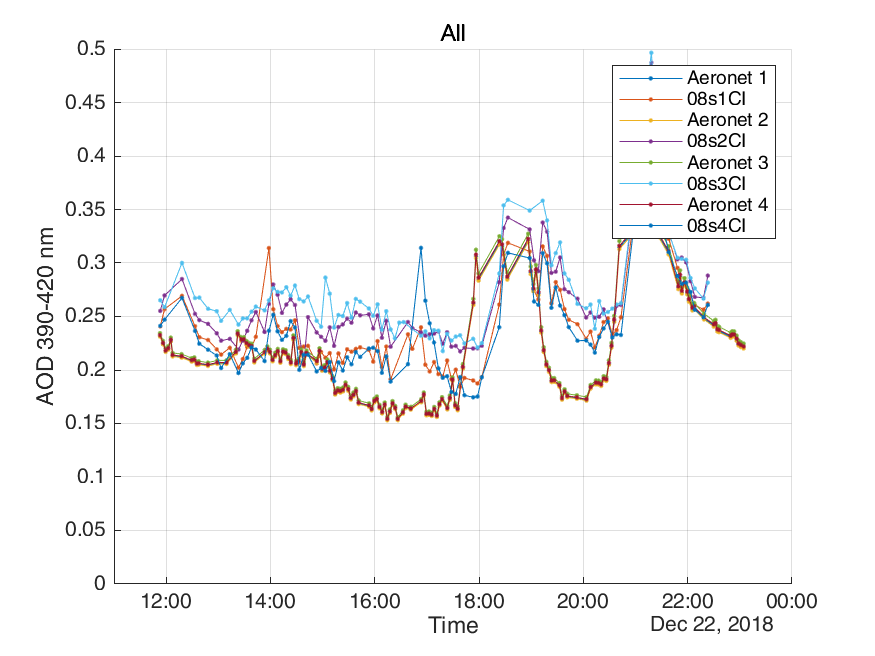 All
0.5
0.45
0.4
0.35
0.3
0.25
0.2
0.15
0.1
0.05
0
AOD 390-420 nm
Aeronet 1
08s1CI
Aeronet 2
08s2CI
Aeronet 3
08s3CI
Aeronet 4
08s4CI
12:00 14:00 16:00 18:00 20:00 22:00 00:00
Time
Dec 22, 2018